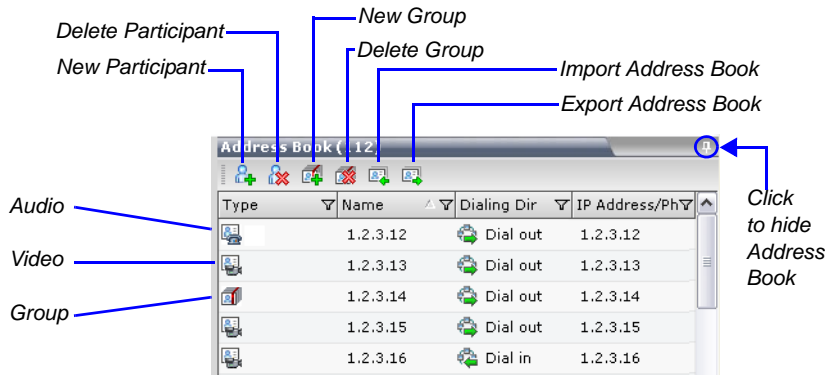 New Group
Delete Participant
Delete Group
New Participant
Import Address Book
Export Address Book
Address Book (112)
Type Name Dialing Dir IP Address/Ph
Audio
1.2.3.12 Dial out 1.2.3.12
Video
1.2.3.13 Dial out 1.2.3.13
Group
1.2.3.14 Dial out 1.2.3.14
1.2.3.15 Dial out 1.2.3.15
1.2.3.16 Dial in 1.2.3.16
Click
to hide
Address
Book